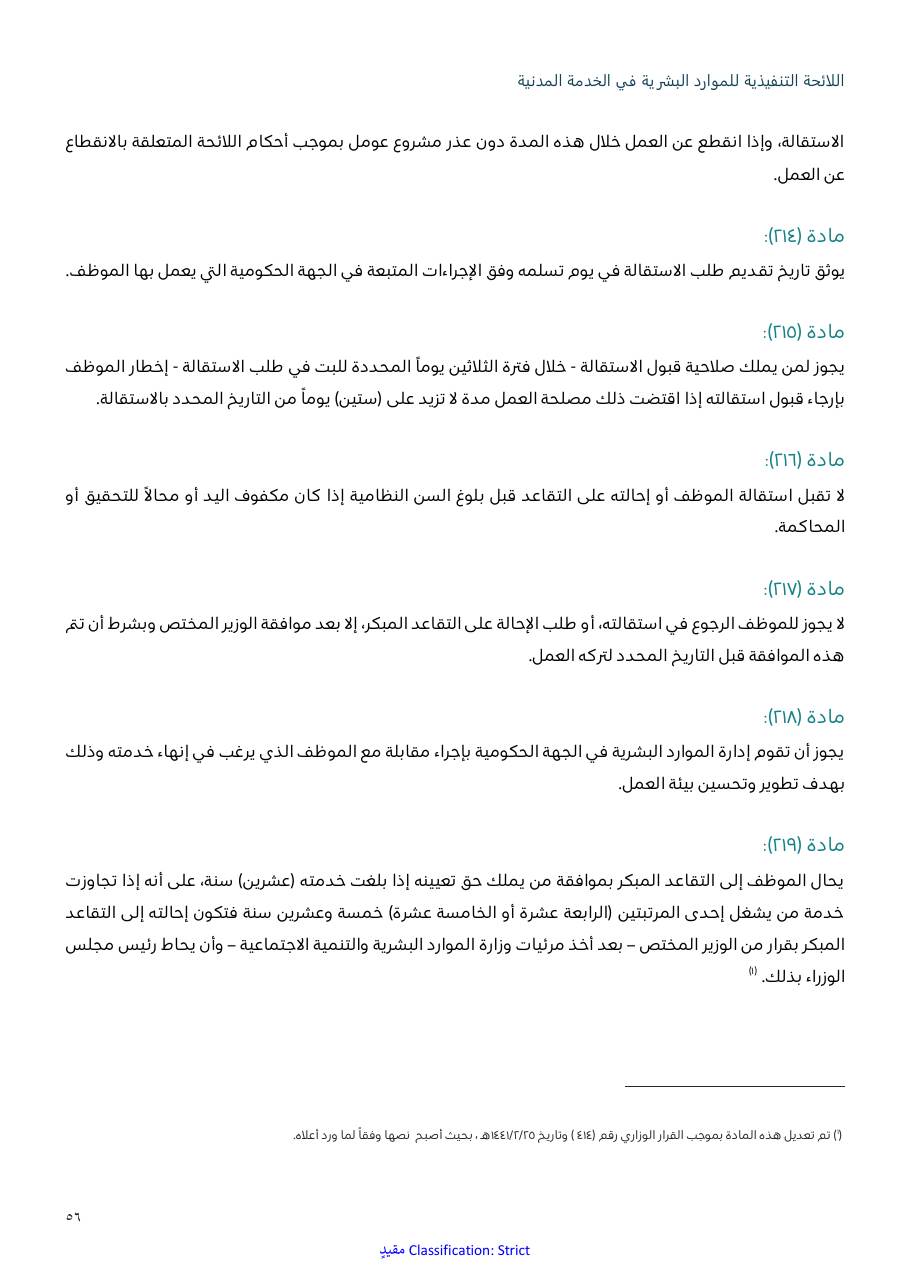 اللائحة التنفيذية للموارد البشرية في الخدمة المدنية
الاستقالة، وإذا انقطع عن العمل خلال هذه المدة دون عذر مشروع عومل بموجب أحكام اللائحة المتعلقة بالانقطاع
عن العمل.
مادة (٢١٤):
يوثق تاريخ تقديم طلب الاستقالة في يوم تسلمه وفق الإجراءات المتبعة في الجهة الحكومية التي يعمل بها الموظف.
مادة (٢١٥):
يجوز لمن يملك صلاحية قبول الاستقالة - خلال فترة الثلاثين يوماً المحددة للبت في طلب الاستقالة - إخطار الموظف
بإرجاء قبول استقالته إذا اقتضت ذلك مصلحة العمل مدة لا تزيد على (ستين) يوماً من التاريخ المحدد بالاستقالة.
مادة (٢١٦):
لا تقبل استقالة الموظف أو إحالته على التقاعد قبل بلوغ السن النظامية إذا كان مكفوف اليد أو محالاً للتحقيق أو
المحاكمة.
مادة (٢١٧):
لا يجوز للموظف الرجوع في استقالته، أو طلب الإحالة على التقاعد المبكر، إلا بعد موافقة الوزير المختص وبشرط أن تتم
هذه الموافقة قبل التاريخ المحدد لتركه العمل.
مادة (٢١٨):
يجوز أن تقوم إدارة الموارد البشرية في الجهة الحكومية بإجراء مقابلة مع الموظف الذي يرغب في إنهاء خدمته وذلك
بهدف تطوير وتحسين بيئة العمل.
مادة (٢١٩):
يحال الموظف إلى التقاعد المبكر بموافقة من يملك حق تعيينه إذا بلغت خدمته (عشرين) سنة، على أنه إذا تجاوزت
خدمة من يشغل إحدى المرتبتين (الرابعة عشرة أو الخامسة عشرة) خمسة وعشرين سنة فتكون إحالته إلى التقاعد
المبكر بقرار من الوزير المختص – بعد أخذ مرئيات وزارة الموارد البشرية والتنمية الاجتماعية – وأن يحاط رئيس مجلس
الوزراء بذلك. (١)
(١) تم تعديل هذه المادة بموجب القرار الوزاري رقم (٤١٤ ) وتاريخ ١٤٤١/٢/٢٥هـ ، بحيث أصبح نصها وفقاً لما ورد أعلاه.
٥٦
مقيدٍ Classification: Strict